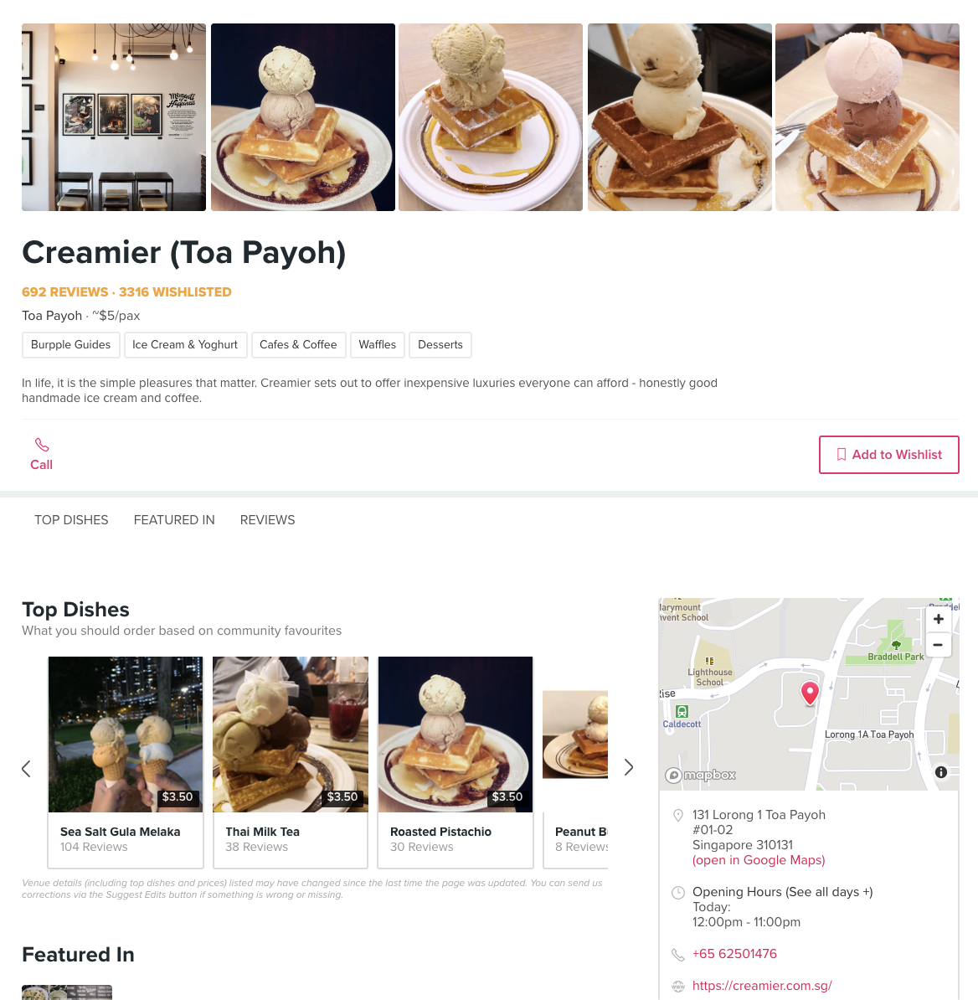 Moments of Happiness
Creamier (Toa Payoh)
692 REVIEWS · 3316 WISHLISTED
Toa Payoh · ~$5/pax
Burpple Guides
Ice Cream & Yoghurt
Cafes & Coffee
Waffles
Desserts
In life, it is the simple pleasures that matter. Creamier sets out to offer inexpensive luxuries everyone can afford - honestly good
handmade ice cream and coffee.
Call
Add to Wishlist
TOP DISHES
FEATURED IN
REVIEWS
Top Dishes
What you should order based on community favourites
$3.50
Sea Salt Gula Melaka
104 Reviews
$3.50
Thai Milk Tea
38 Reviews
$3.50
Roasted Pistachio
30 Reviews
Peanut B
8 Reviews
Venue details (including top dishes and prices) listed may have changed since the last time the page was updated. You can send us
corrections via the Suggest Edits button if something is wrong or missing.
Featured In
Marymount
nvent School
Braddel
+
−
Braddell Park
Lighthouse
School
Rise
Caldecott
Lorong 1A Toa Payoh
mapbox
131 Lorong 1 Toa Payoh
#01-02
Singapore 310131
(open in Google Maps)
Opening Hours (See all days +)
Today:
12:00pm - 11:00pm
+65 62501476
www
https://creamier.com.sg/